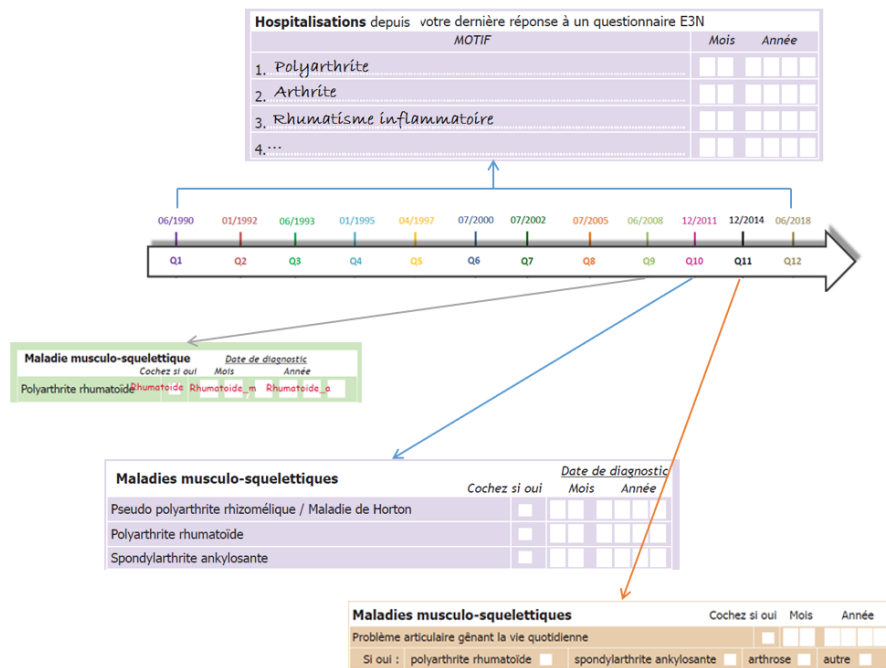 Hospitalisations depuis votre dernière réponse à un questionnaire E3N
MOTIF Mois Année
1. Polyarthrite
2. Arthrite
3. Rhumatisme inflammatoire
4....
06/1990 01/1992 06/1993 01/1995 04/1997 07/2000 07/2002 07/2005 06/2008 12/2011 12/2014 06/2018
Q1 Q2 Q3 Q4 Q5 Q6 Q7 Q8 Q9 Q10 Q11 Q12
Maladie musculo-squelettique Date de diagnostic
Cochez si oui Mois Année
Polyarthrite rhumatoïde Rhumatoide Rhumatoide_m Rhumatoide_a
Maladies musculo-squelettiques Date de diagnostic
Cochez si oui Mois Année
Pseudo polyarthrite rhizomélique / Maladie de Horton
Polyarthrite rhumatoïde
Spondylarthrite ankylosante
Maladies musculo-squelettiques Cochez si oui Mois Année
Problème articulaire gênant la vie quotidienne
Si oui : polyarthrite rhumatoïde spondylarthrite ankylosante arthrose autre